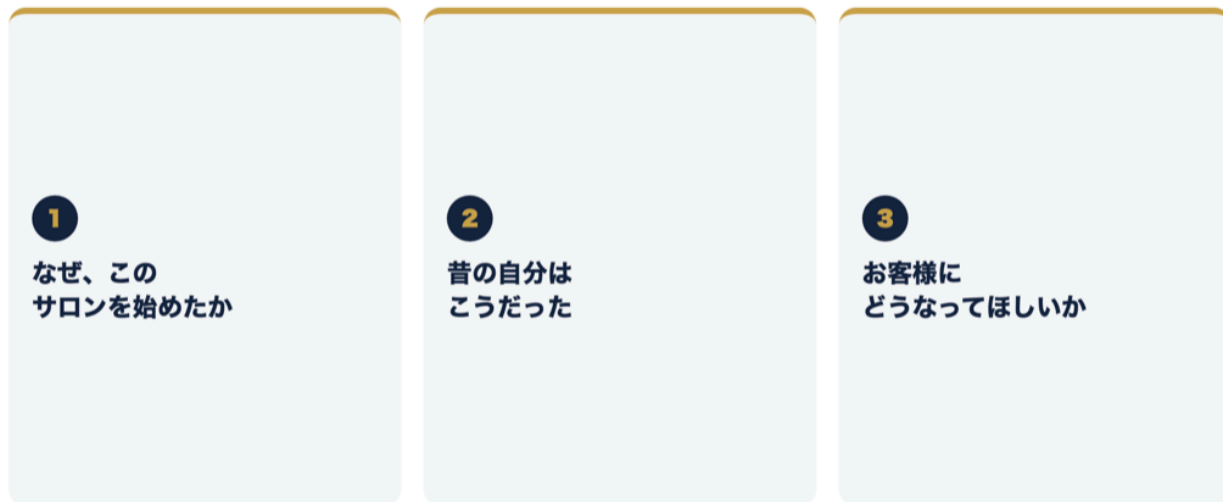 1
なぜ、この
サロンを始めたか
2
昔の自分は
こうだった
3
お客様に
どうなってほしいか